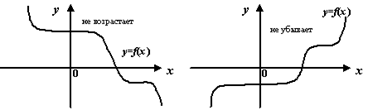 y
не возрастает
y=f(x)
0
x
y
y=f(x)
не убывает
0
x